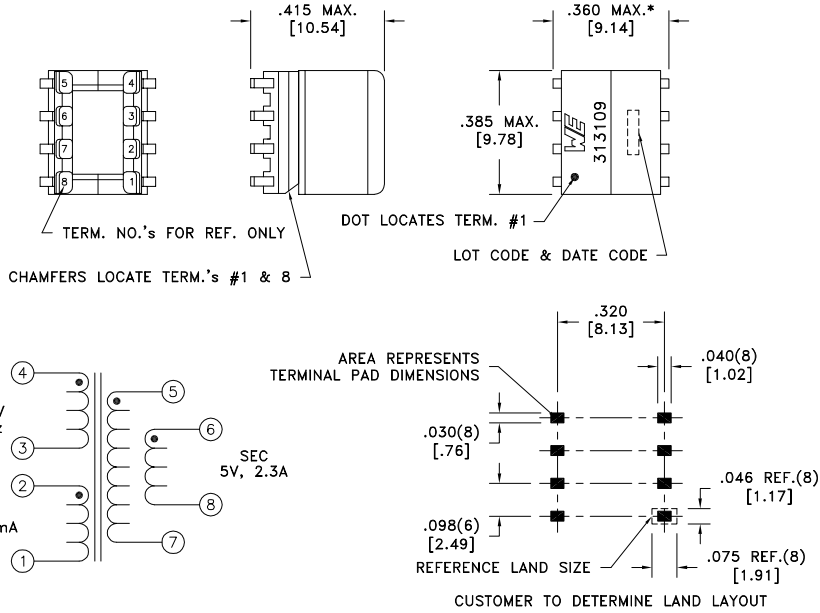 .415 MAX.
[10.54]
.360 MAX.*
[9.14]
5 4
6 3
7 2
8 1
.385 MAX.
[9.78]
WE
313109
TERM. NO.'s FOR REF. ONLY
DOT LOCATES TERM. #1
LOT CODE & DATE CODE
CHAMFERS LOCATE TERM.'s #1 & 8
.320
[8.13]
AREA REPRESENTS
TERMINAL PAD DIMENSIONS
.040(8)
[1.02]
4
5
3
6
SEC
5V, 2.3A
2
8
mA
7
1
.030(8)
[.76]
.046 REF.(8)
[1.17]
.098(6)
[2.49]
REFERENCE LAND SIZE
.075 REF.(8)
[1.91]
CUSTOMER TO DETERMINE LAND LAYOUT